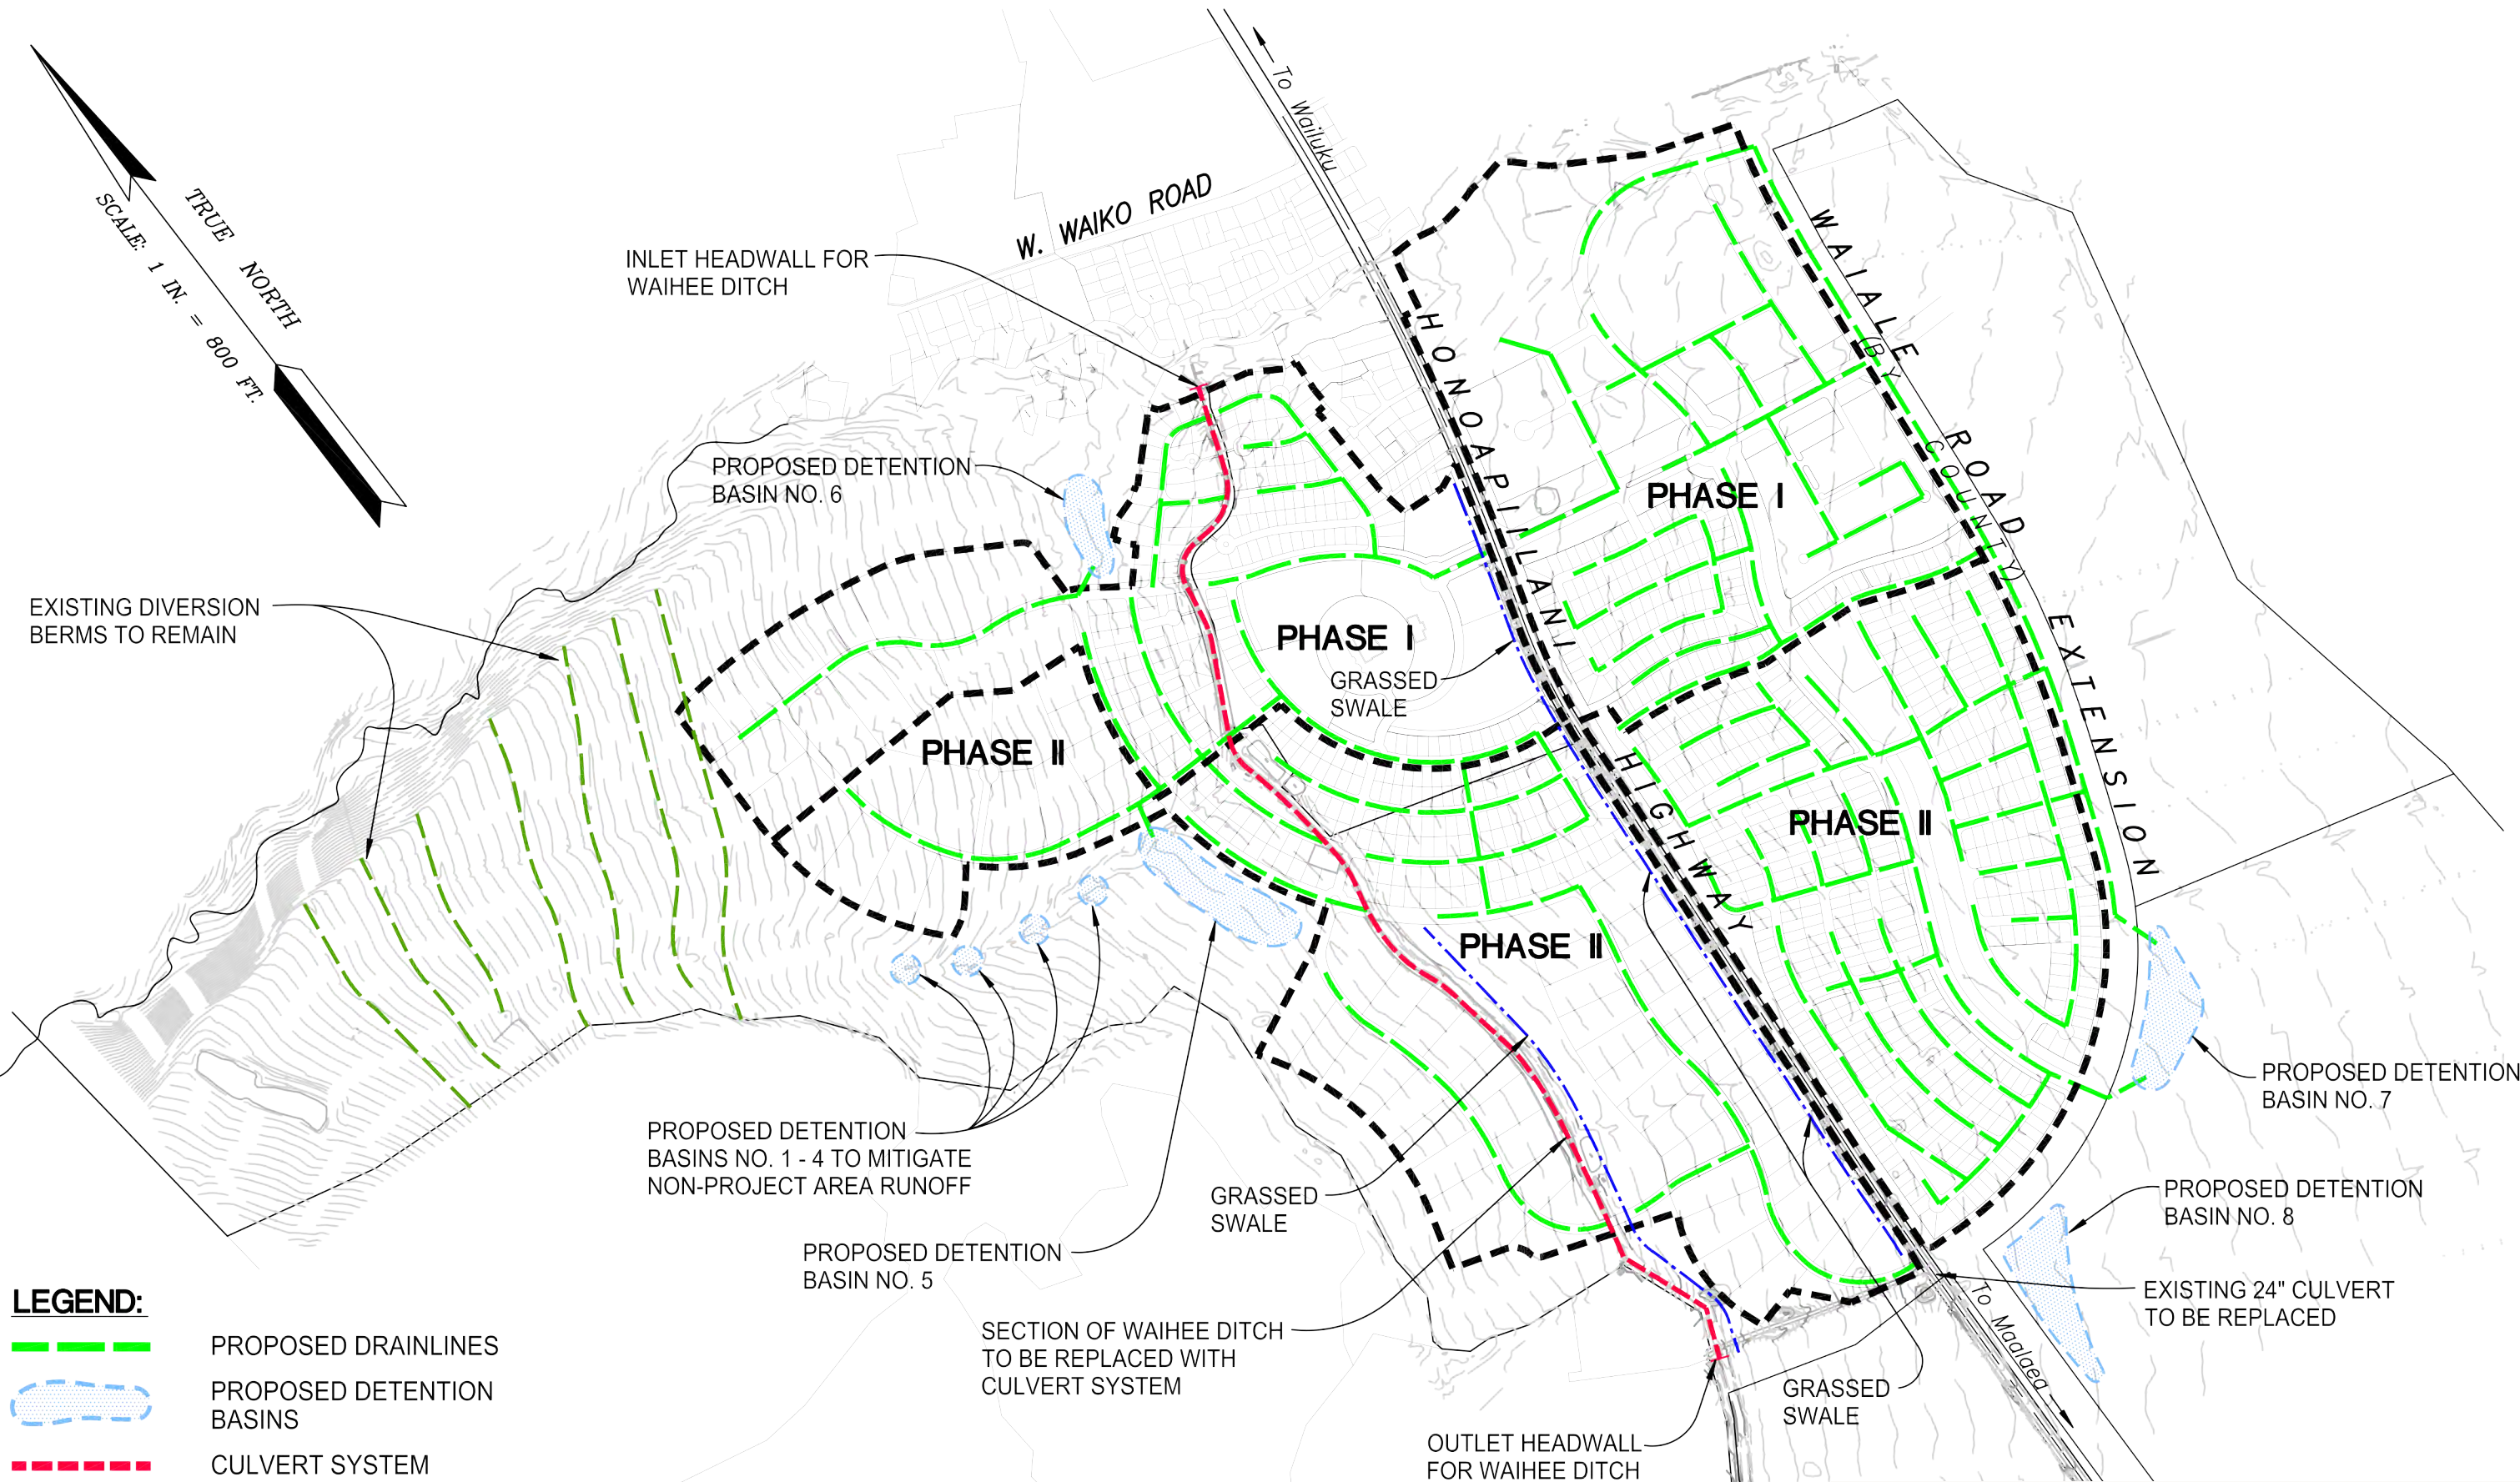 To Wailuku
TRUE NORTH
SCALE: 1 IN. = 800 FT.
W. WAIKO ROAD
INLET HEADWALL FOR
WAIHEE DITCH
WAIALE ROAD EXTENSION
(BY COUNTY)
HONOAPIILANI HIGHWAY
PROPOSED DETENTION
BASIN NO. 6
PHASE I
EXISTING DIVERSION
BERMS TO REMAIN
PHASE I
GRASSED
SWALE
PHASE II
PHASE II
PHASE II
PROPOSED DETENTION
BASIN NO. 7
PROPOSED DETENTION
BASINS NO. 1 - 4 TO MITIGATE
NON-PROJECT AREA RUNOFF
GRASSED
SWALE
PROPOSED DETENTION
BASIN NO. 8
PROPOSED DETENTION
BASIN NO. 5
EXISTING 24" CULVERT
TO BE REPLACED
To Maalaea
SECTION OF WAIHEE DITCH
TO BE REPLACED WITH
CULVERT SYSTEM
GRASSED
SWALE
OUTLET HEADWALL
FOR WAIHEE DITCH
LEGEND:
PROPOSED DRAINLINES
PROPOSED DETENTION
BASINS
CULVERT SYSTEM